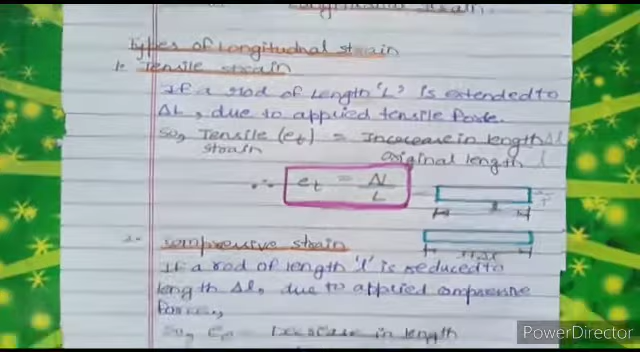 Longitudinal strain.
Types of Longitudnal strain
1. Tensile strain
If a rod of length 'L' is extended to
ΔL, due to applied tensile force.
So, Tensile (et) = Increase in length Δl
strain original length l
∴ et = Δl
L
2. compressive strain
If a rod of length 'l' is reduced to
length Δl, due to applied compressive
force,
so, ec = Decrease in length
PowerDirector